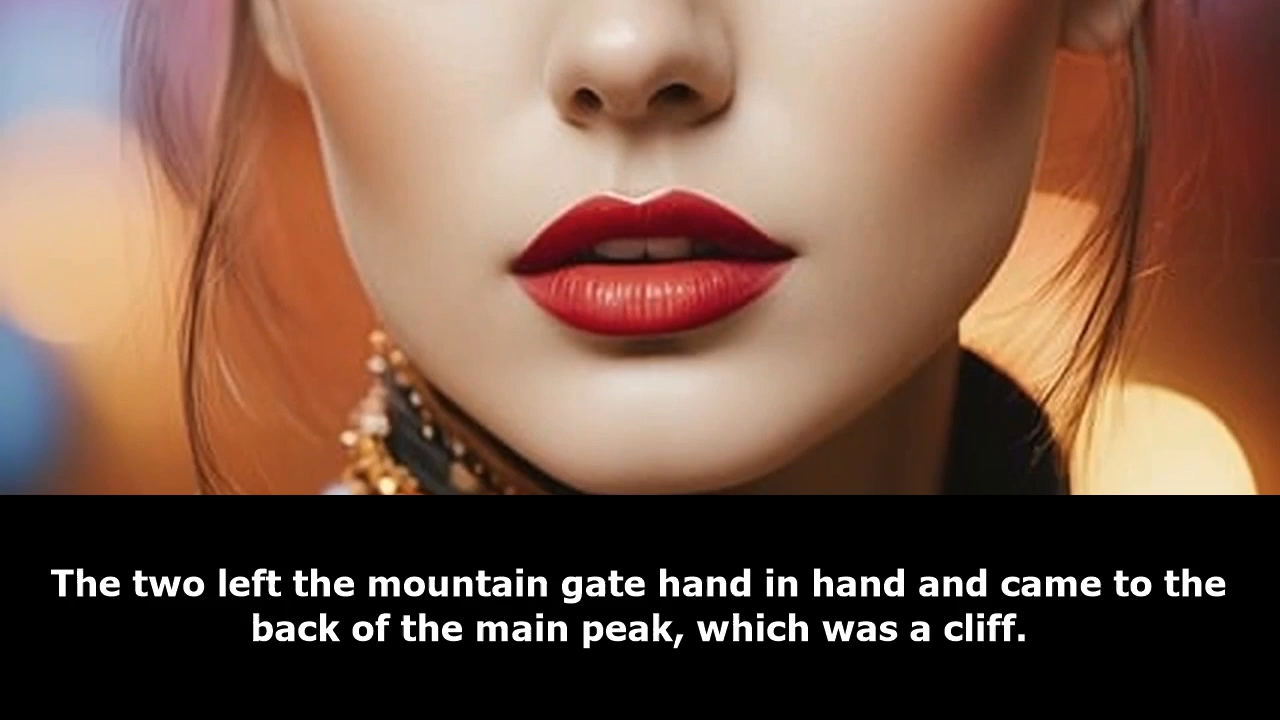 The two left the mountain gate hand in hand and came to the
back of the main peak, which was a cliff.